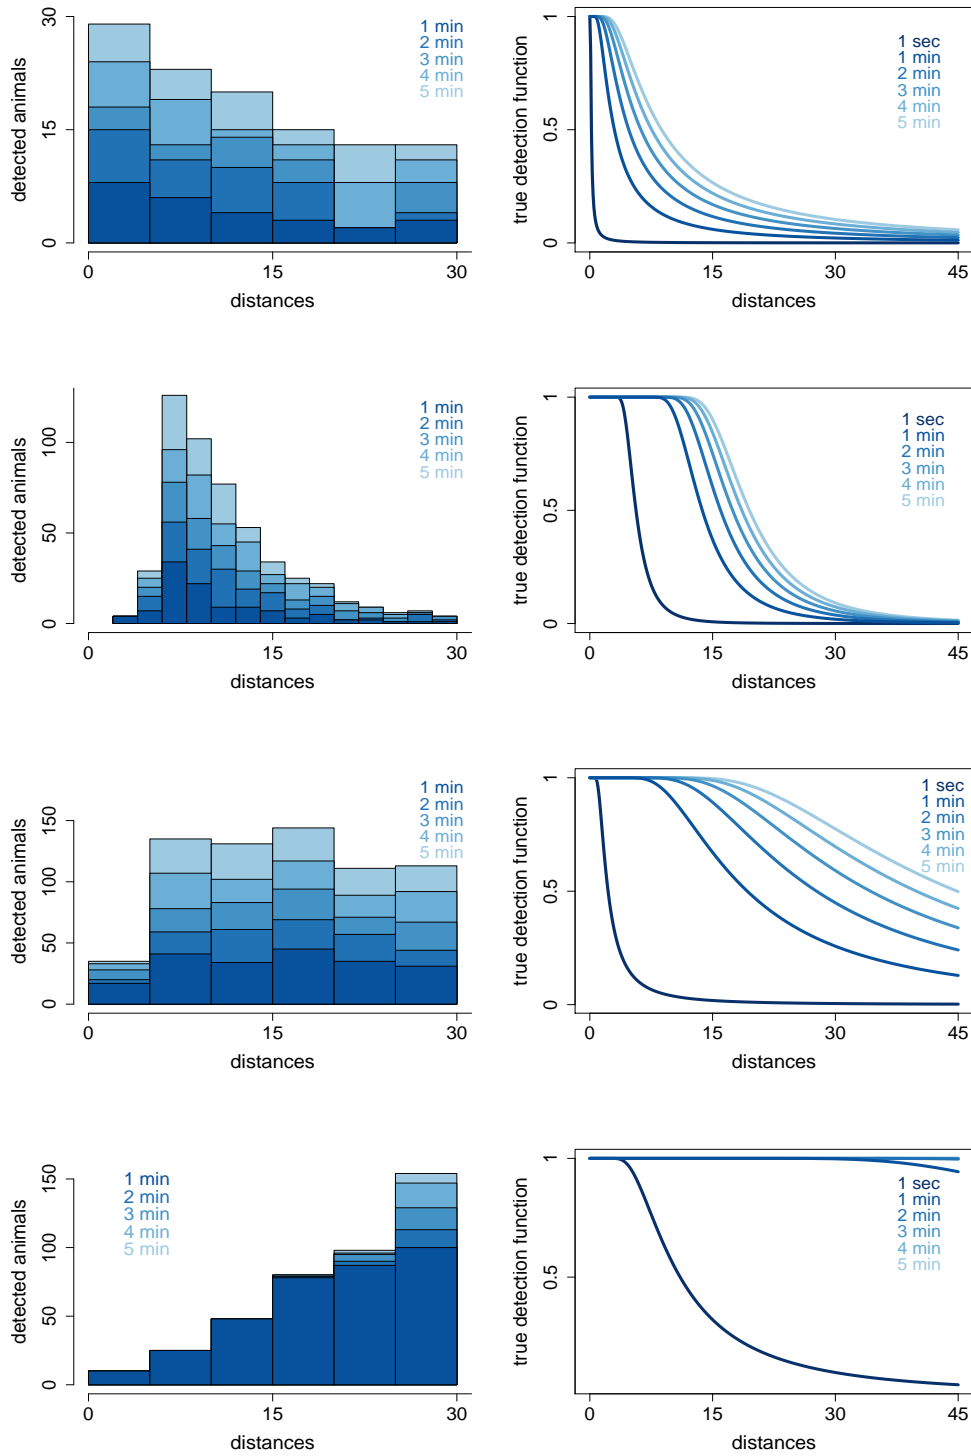 detected animals
30
15
0
1 min
2 min
3 min
4 min
5 min
0 15 30
distances
true detection function
1
0.5
0
1 sec
1 min
2 min
3 min
4 min
5 min
0 15 30 45
distances
detected animals
100
50
0
1 min
2 min
3 min
4 min
5 min
0 15 30
distances
true detection function
1
0.5
0
1 sec
1 min
2 min
3 min
4 min
5 min
0 15 30 45
distances
detected animals
150
100
50
0
1 min
2 min
3 min
4 min
5 min
0 15 30
distances
true detection function
1
0.5
0
1 sec
1 min
2 min
3 min
4 min
5 min
0 15 30 45
distances
detected animals
150
100
50
0
1 min
2 min
3 min
4 min
5 min
0 15 30
distances
true detection function
1
0.5
1 sec
1 min
2 min
3 min
4 min
5 min
0 15 30 45
distances